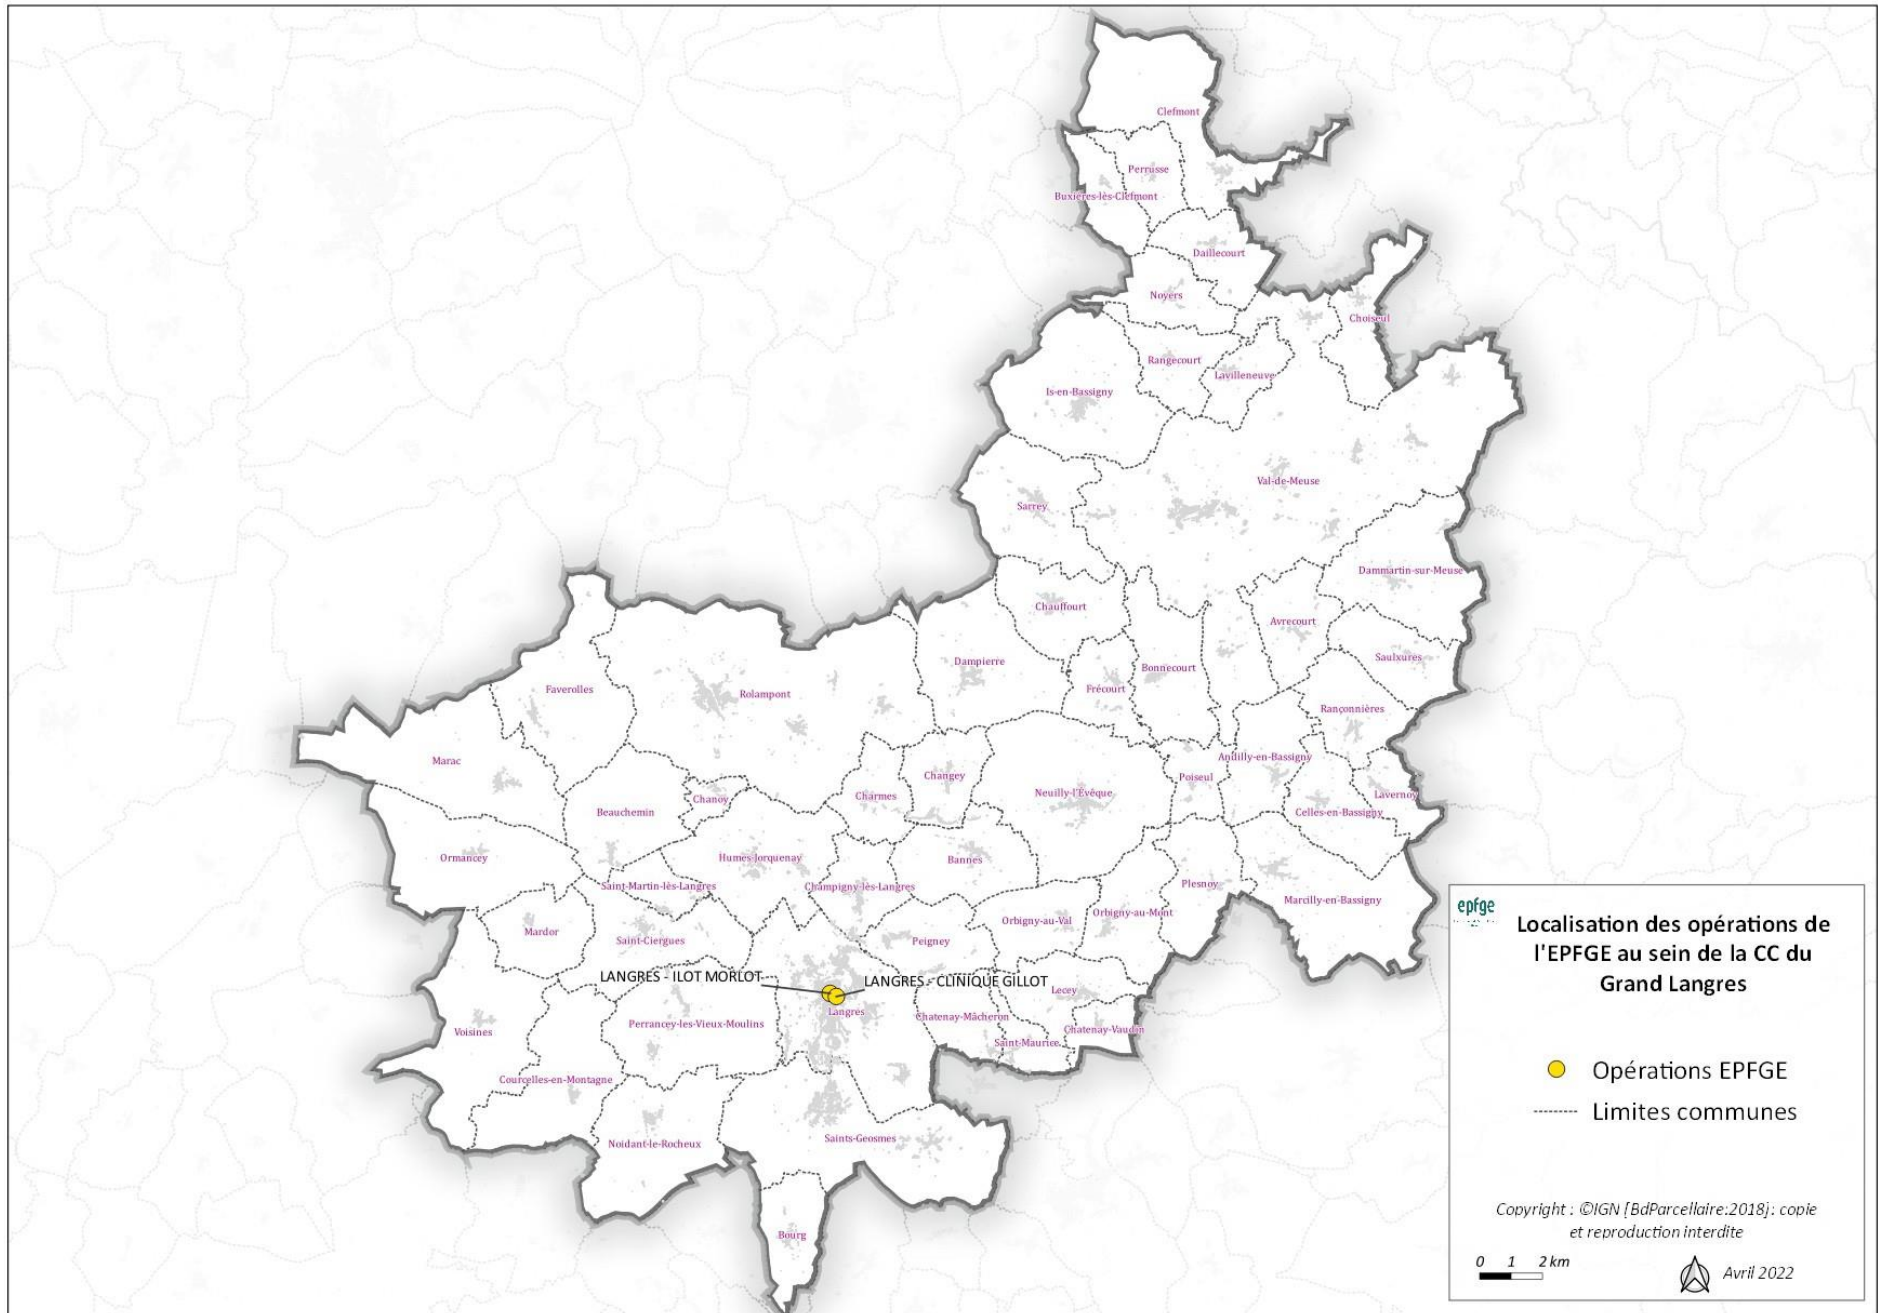 Clefmont
Perrusse
Buxières-lès-Clefmont
Daillecourt
Noyers
Choiseul
Rangecourt
Lavilleneuve
Is-en-Bassigny
Val-de-Meuse
Sarrey
Dammartin-sur-Meuse
Chauffourt
Avrecourt
Saulxures
Dampierre
Bonnecourt
Frécourt
Faverolles
Rolampont
Rançonnières
Marac
Andilly-en-Bassigny
Changey
Poiseul
Neuilly-l'Évêque
Charmes
Lavernoy
Chanoy
Beauchemin
Celles-en-Bassigny
Ormancey
Humes-Jorquenay
Bannes
Saint-Martin-lès-Langres
Champigny-lès-Langres
Plesnoy
Marcilly-en-Bassigny
Orbigny-au-Mont
Orbigny-au-Val
Mardor
Saint-Ciergues
Peigney
LANGRES - ILOT MORLOT
LANGRES - CLINIQUE GILLOT
Lecey
Langres
Chatenay-Mâcheron
Perrancey-les-Vieux-Moulins
Voisines
Chatenay-Vaudin
Saint-Maurice
Courcelles-en-Montagne
Saints-Geosmes
Noidant-le-Rocheux
Bourg
epfge
Localisation des opérations de
l'EPFGE au sein de la CC du
Grand Langres
Opérations EPFGE
Limites communes
Copyright : ©IGN [BdParcellaire:2018] : copie
et reproduction interdite
0 1 2 km
Avril 2022